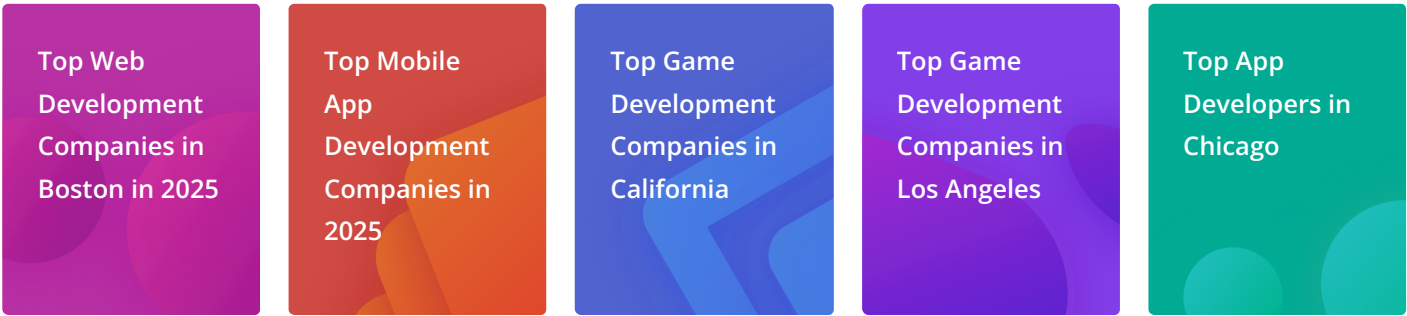 Top Web
Development
Companies in
Boston in 2025
Top Mobile
App
Development
Companies in
2025
Top Game
Development
Companies in
California
Top Game
Development
Companies in
Los Angeles
Top App
Developers in
Chicago